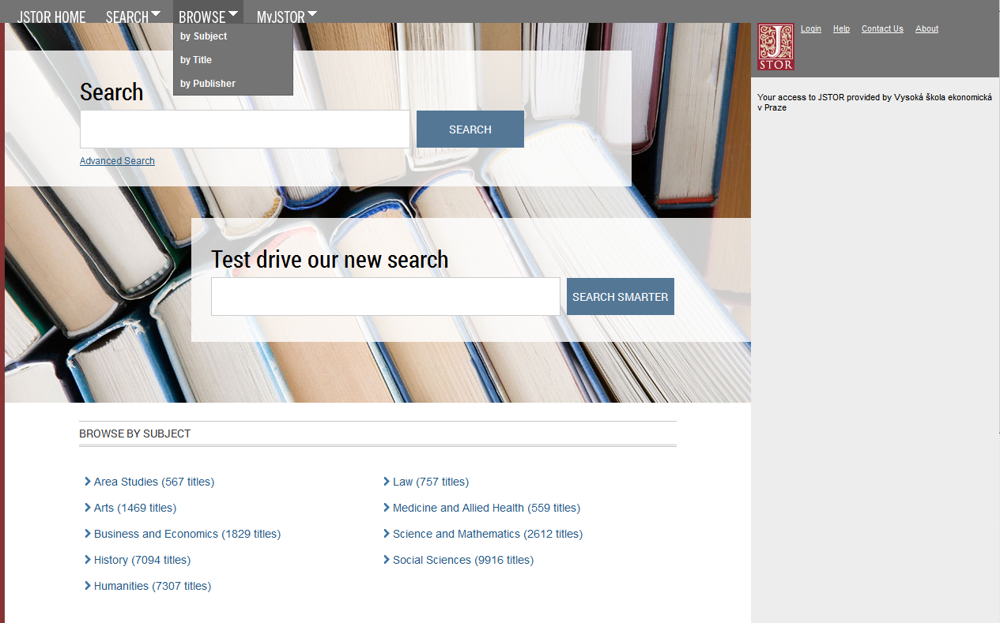 JSTOR HOME SEARCH BROWSE MyJSTOR
by Subject
by Title
by Publisher
J
STOR
Login Help Contact Us About
Your access to JSTOR provided by Vysoká škola ekonomická
v Praze
Search
SEARCH
Advanced Search
Test drive our new search
SEARCH SMARTER
BROWSE BY SUBJECT
Area Studies (567 titles)
Arts (1469 titles)
Business and Economics (1829 titles)
History (7094 titles)
Humanities (7307 titles)
Law (757 titles)
Medicine and Allied Health (559 titles)
Science and Mathematics (2612 titles)
Social Sciences (9916 titles)